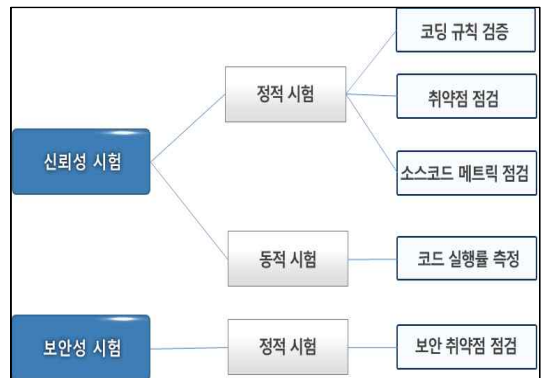 코딩 규칙 검증
정적 시험
취약점 점검
신뢰성 시험
소스코드 메트릭 점검
동적 시험
코드 실행률 측정
보안성 시험
정적 시험
보안 취약점 점검